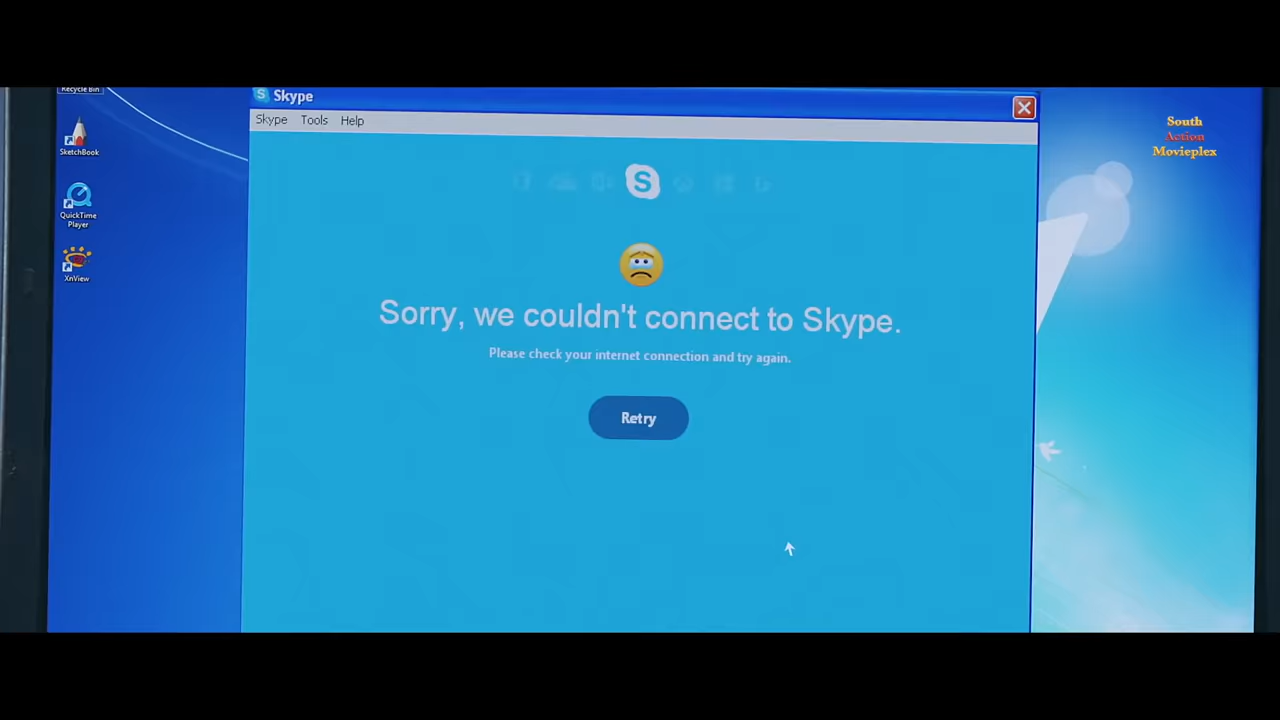 Recycle Bin
SketchBook
QuickTime
Player
XnView
Skype
Skype Tools Help
S
Sorry, we couldn't connect to Skype.
Please check your internet connection and try again.
Retry
South
Action
Movieplex